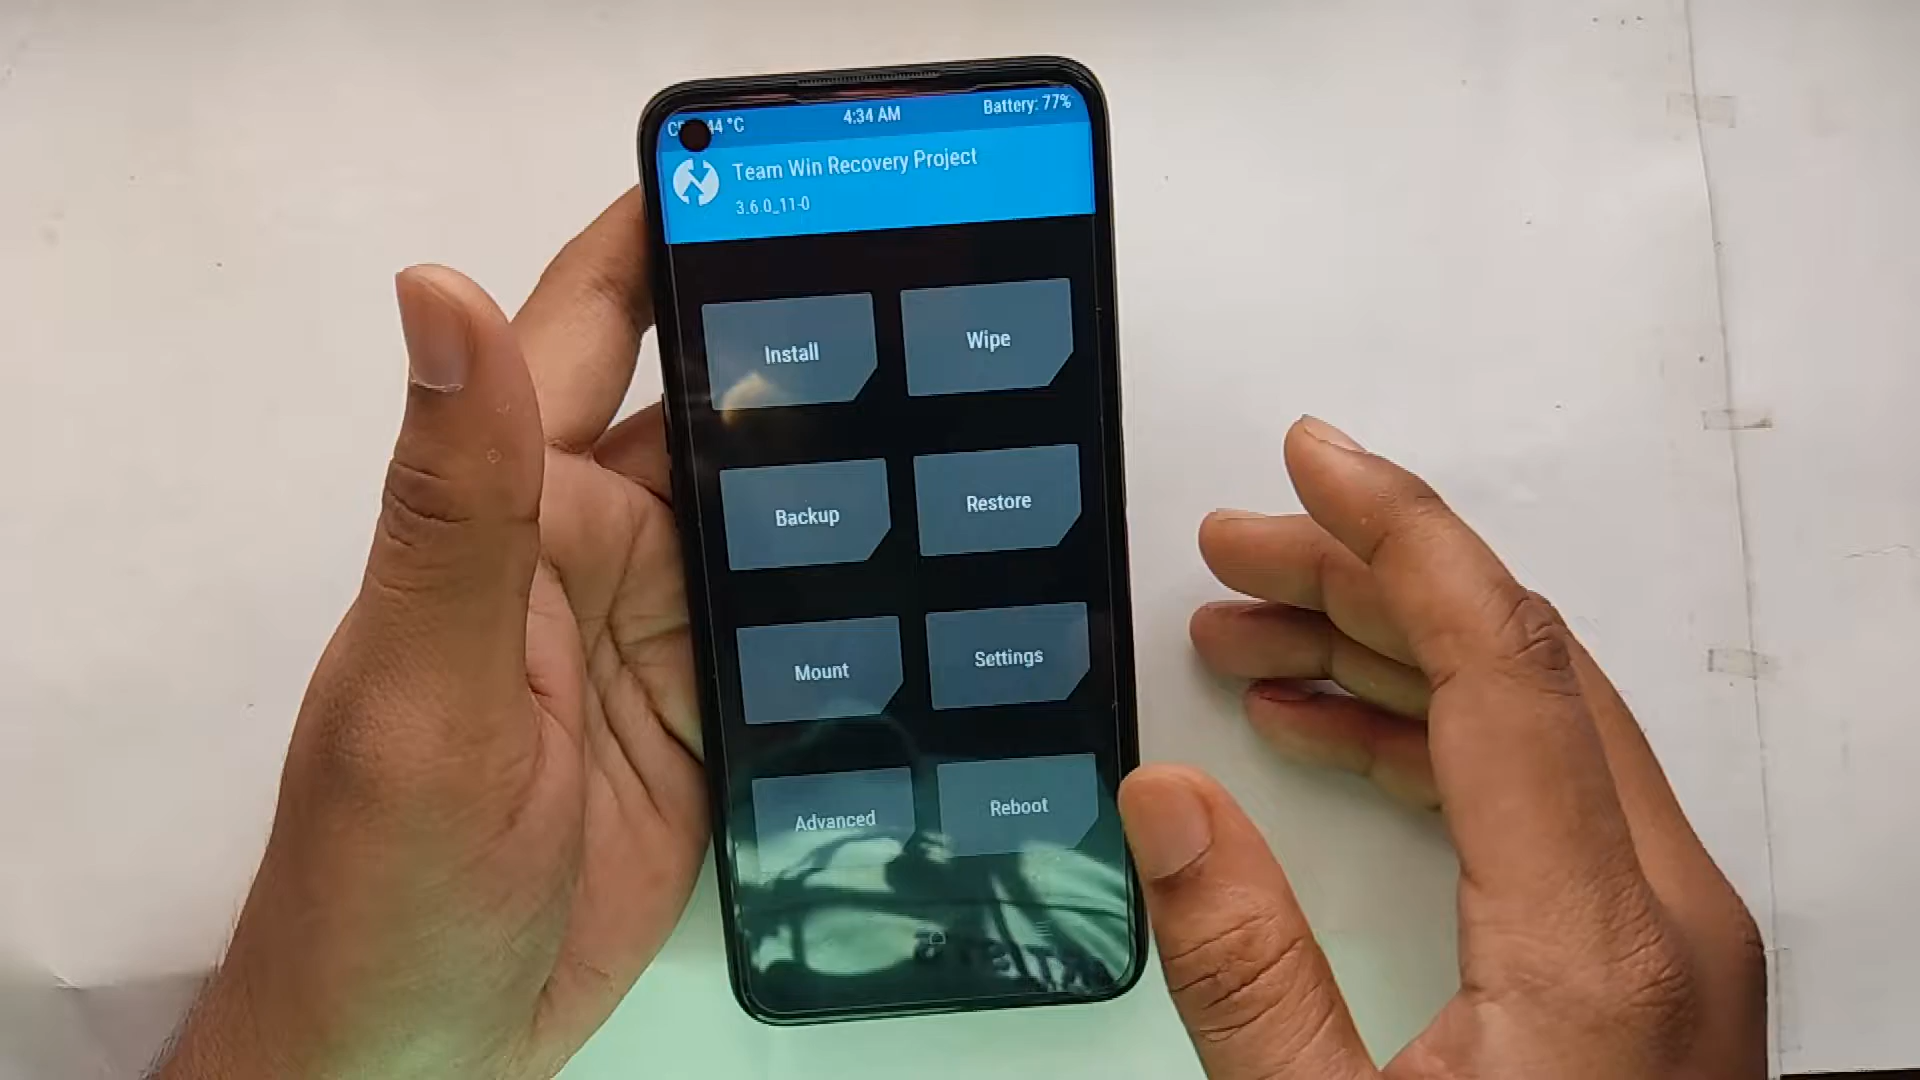 44 °C
4:34 AM
Battery: 77%
Team Win Recovery Project
3.6.0_11-0
Install
Wipe
Backup
Restore
Mount
Settings
Advanced
Reboot